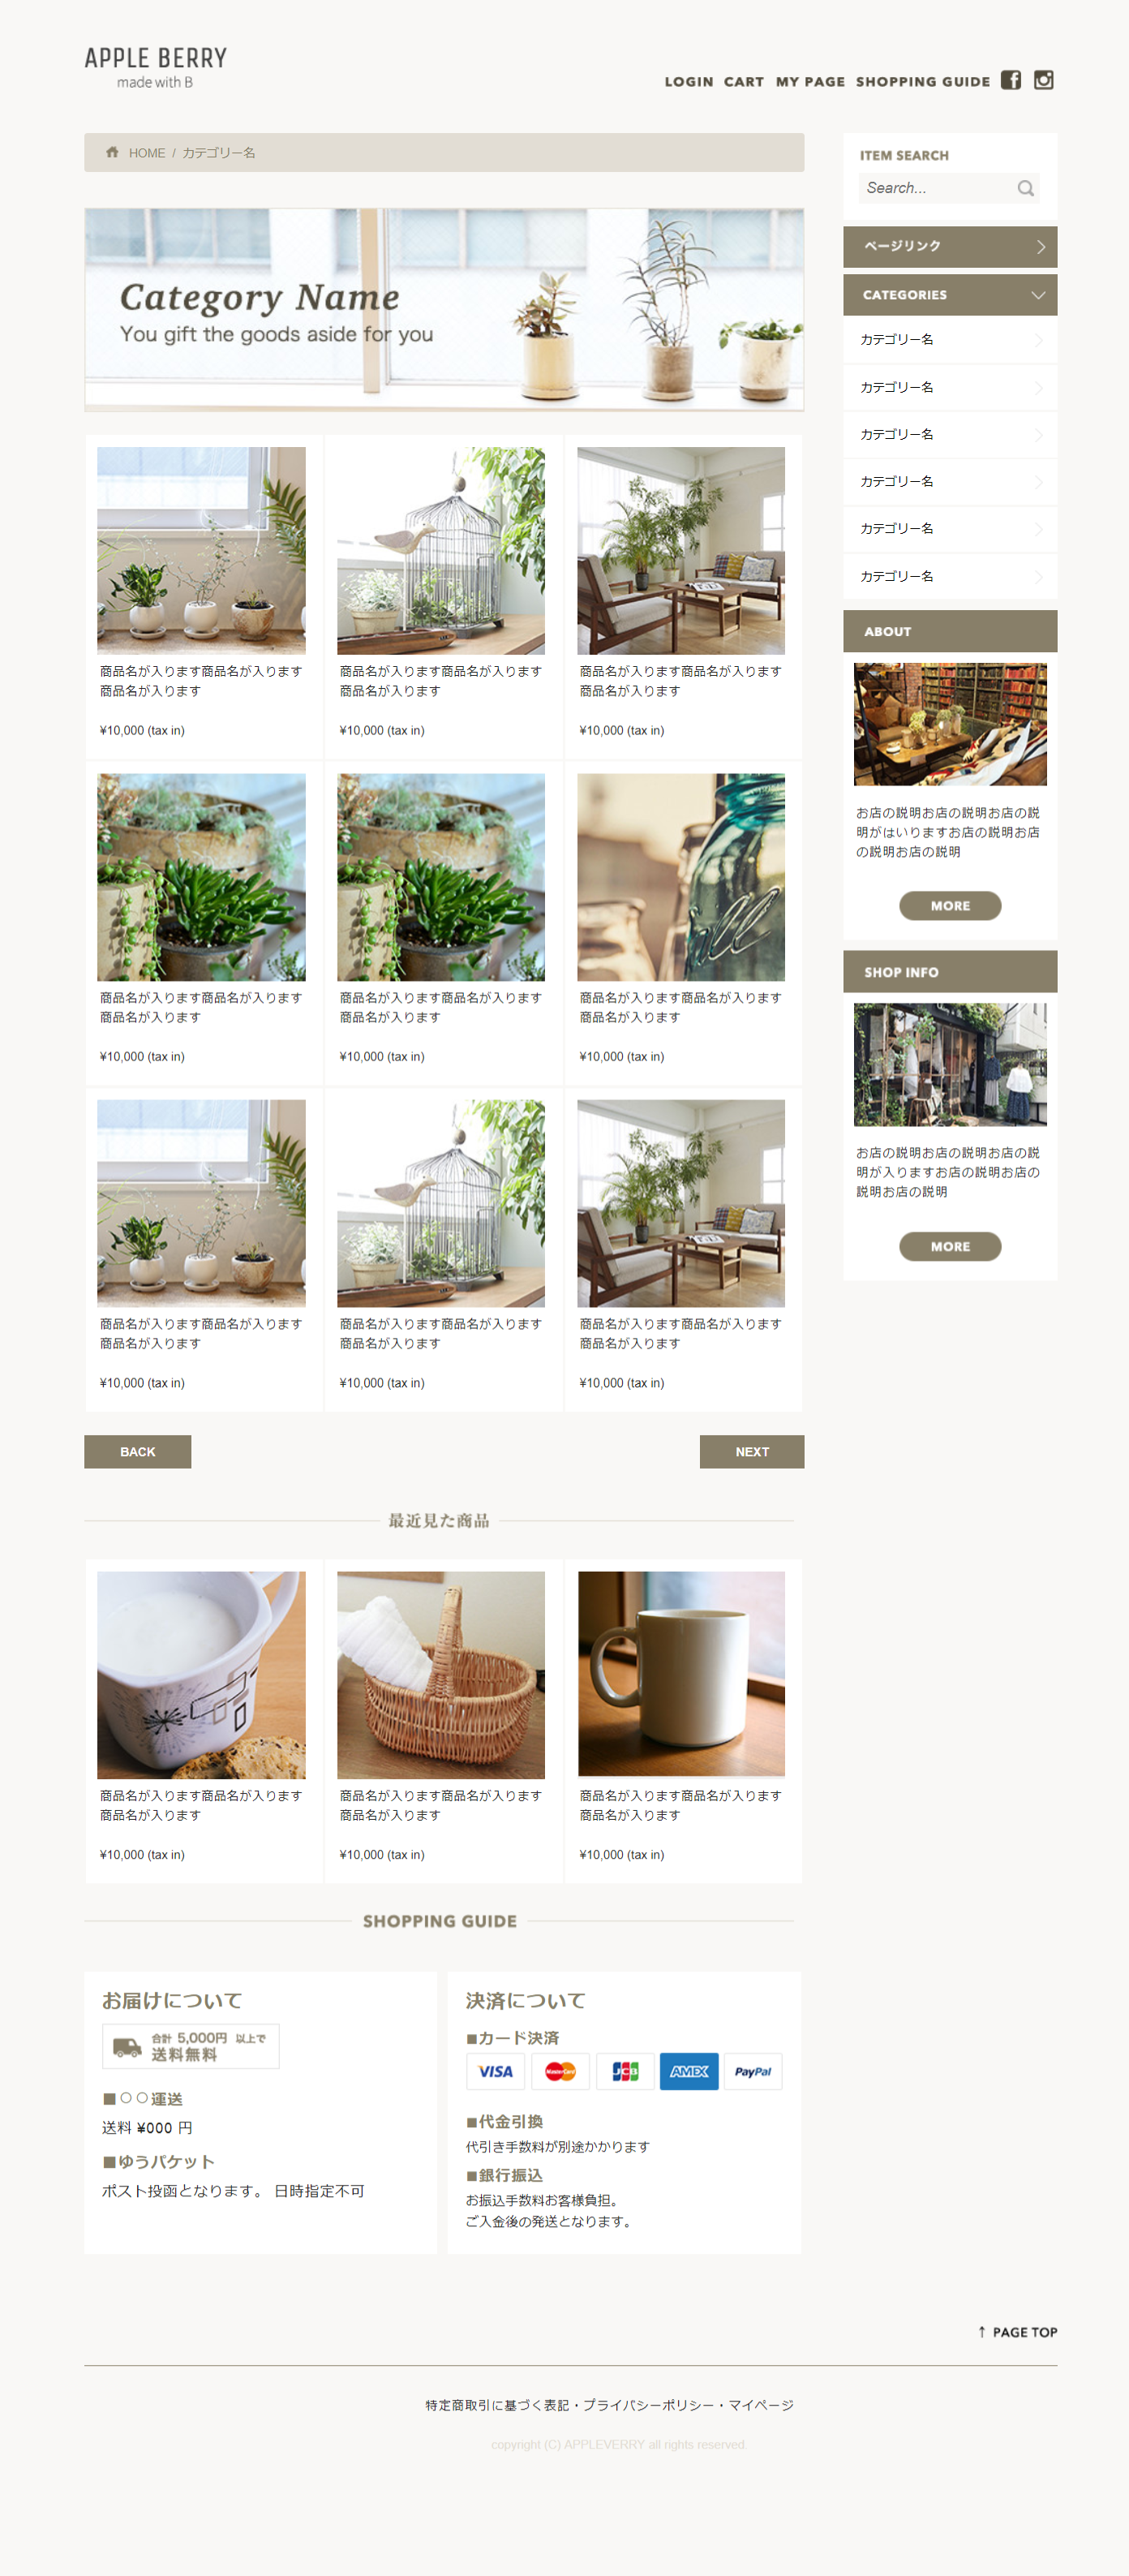 APPLE BERRY
made with B
LOGIN CART MY PAGE SHOPPING GUIDE
HOME / カテゴリー名
Category Name
You gift the goods aside for you
商品名が入ります商品名が入ります
商品名が入ります
¥10,000 (tax in)
商品名が入ります商品名が入ります
商品名が入ります
¥10,000 (tax in)
商品名が入ります商品名が入ります
商品名が入ります
¥10,000 (tax in)
商品名が入ります商品名が入ります
商品名が入ります
¥10,000 (tax in)
商品名が入ります商品名が入ります
商品名が入ります
¥10,000 (tax in)
商品名が入ります商品名が入ります
商品名が入ります
¥10,000 (tax in)
商品名が入ります商品名が入ります
商品名が入ります
¥10,000 (tax in)
商品名が入ります商品名が入ります
商品名が入ります
¥10,000 (tax in)
商品名が入ります商品名が入ります
商品名が入ります
¥10,000 (tax in)
BACK
NEXT
最近見た商品
商品名が入ります商品名が入ります
商品名が入ります
¥10,000 (tax in)
商品名が入ります商品名が入ります
商品名が入ります
¥10,000 (tax in)
商品名が入ります商品名が入ります
商品名が入ります
¥10,000 (tax in)
SHOPPING GUIDE
お届けについて
合計 5,000円 以上で
送料無料
■○○運送
送料 ¥000 円
■ゆうパケット
ポスト投函となります。 日時指定不可
決済について
■カード決済
VISA MasterCard JCB AMEX PayPal
■代金引換
代引き手数料が別途かかります
■銀行振込
お振込手数料お客様負担。
ご入金後の発送となります。
ITEM SEARCH
Search...
ページリンク
CATEGORIES
カテゴリー名
カテゴリー名
カテゴリー名
カテゴリー名
カテゴリー名
カテゴリー名
ABOUT
お店の説明お店の説明お店の説
明がはいりますお店の説明お店
の説明お店の説明
MORE
SHOP INFO
お店の説明お店の説明お店の説
明が入りますお店の説明お店の
説明お店の説明
MORE
↑ PAGE TOP
特定商取引に基づく表記・プライバシーポリシー・マイページ
copyright (C) APPLEVERRY all rights reserved.